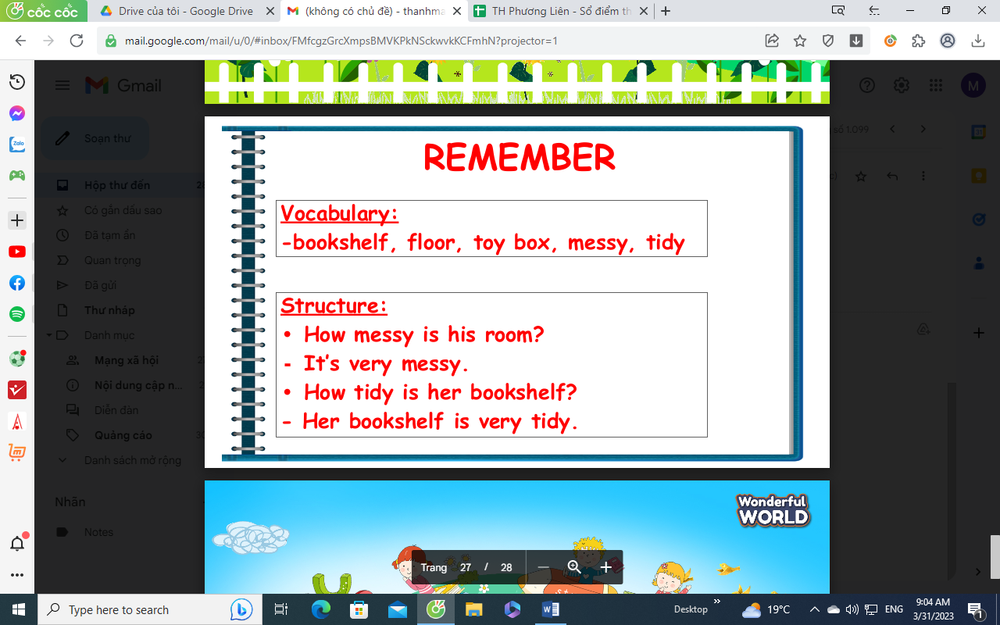 cốc cốc
Drive của tôi - Google Drive
(không có chủ đề) - thanhma
TH Phương Liên - Sổ điểm th
mail.google.com/mail/u/0/#inbox/FMfcgzGrcXmpsBMVKPkNSckwvkKCFmhN?projector=1
Gmail
M
Soạn thư
số 1.099
Hộp thư đến
Có gắn dấu sao
Đã tạm ẩn
Quan trọng
Đã gửi
Thư nháp
Danh mục
Mạng xã hội
Nội dung cập n...
Diễn đàn
Quảng cáo
Danh sách mở rộng
Nhãn
Notes
Zalo
REMEMBER
Vocabulary:
-bookshelf, floor, toy box, messy, tidy
Structure:
• How messy is his room?
- It's very messy.
• How tidy is her bookshelf?
- Her bookshelf is very tidy.
Wonderful
WORLD
Trang 27 / 28
Type here to search
Desktop
19°C
ENG
9:04 AM
3/31/2023
1